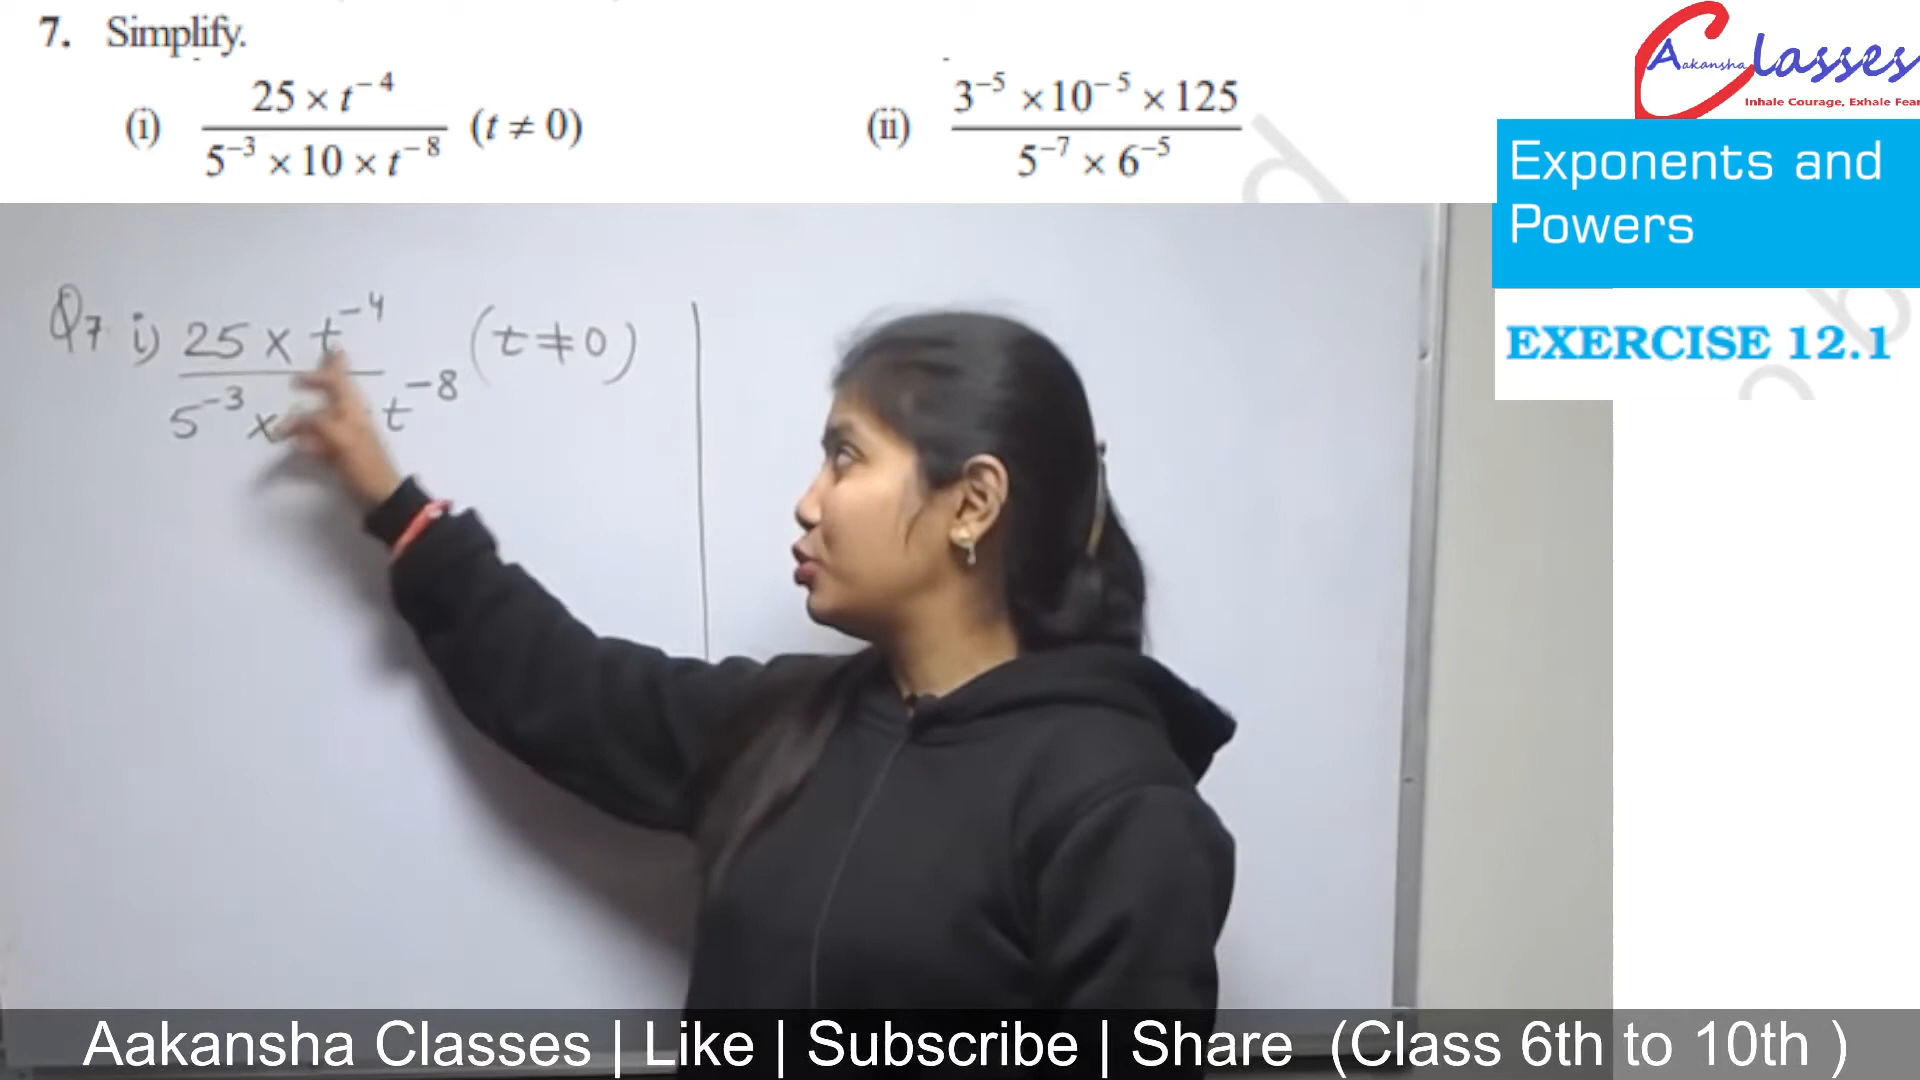 7. Simplify.
(i) 25 × t⁻⁴ / 5⁻³ × 10 × t⁻⁸ (t ≠ 0)
(ii) 3⁻⁵ × 10⁻⁵ × 125 / 5⁻⁷ × 6⁻⁵
Aakansha Classes
Inhale Courage, Exhale Fear
Exponents and
Powers
EXERCISE 12.1
Q7. i) 25 × t⁻⁴ (t ≠ 0)
5⁻³ × t⁻⁸
Aakansha Classes | Like | Subscribe | Share (Class 6th to 10th )